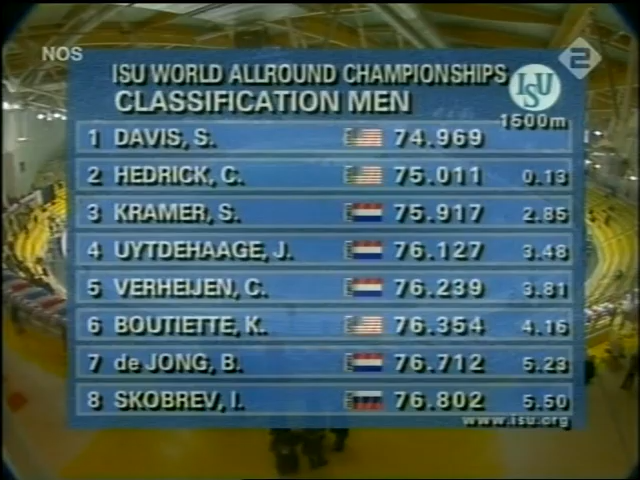 NOS
2
ISU WORLD ALLROUND CHAMPIONSHIPS
ISU
CLASSIFICATION MEN
1500m
1 DAVIS, S. 74.969
2 HEDRICK, C. 75.011 0.13
3 KRAMER, S. 75.917 2.85
4 UYTDEHAAGE, J. 76.127 3.48
5 VERHEIJEN, C. 76.239 3.81
6 BOUTIETTE, K. 76.354 4.16
7 de JONG, B. 76.712 5.23
8 SKOBREV, I. 76.802 5.50
www.isu.org